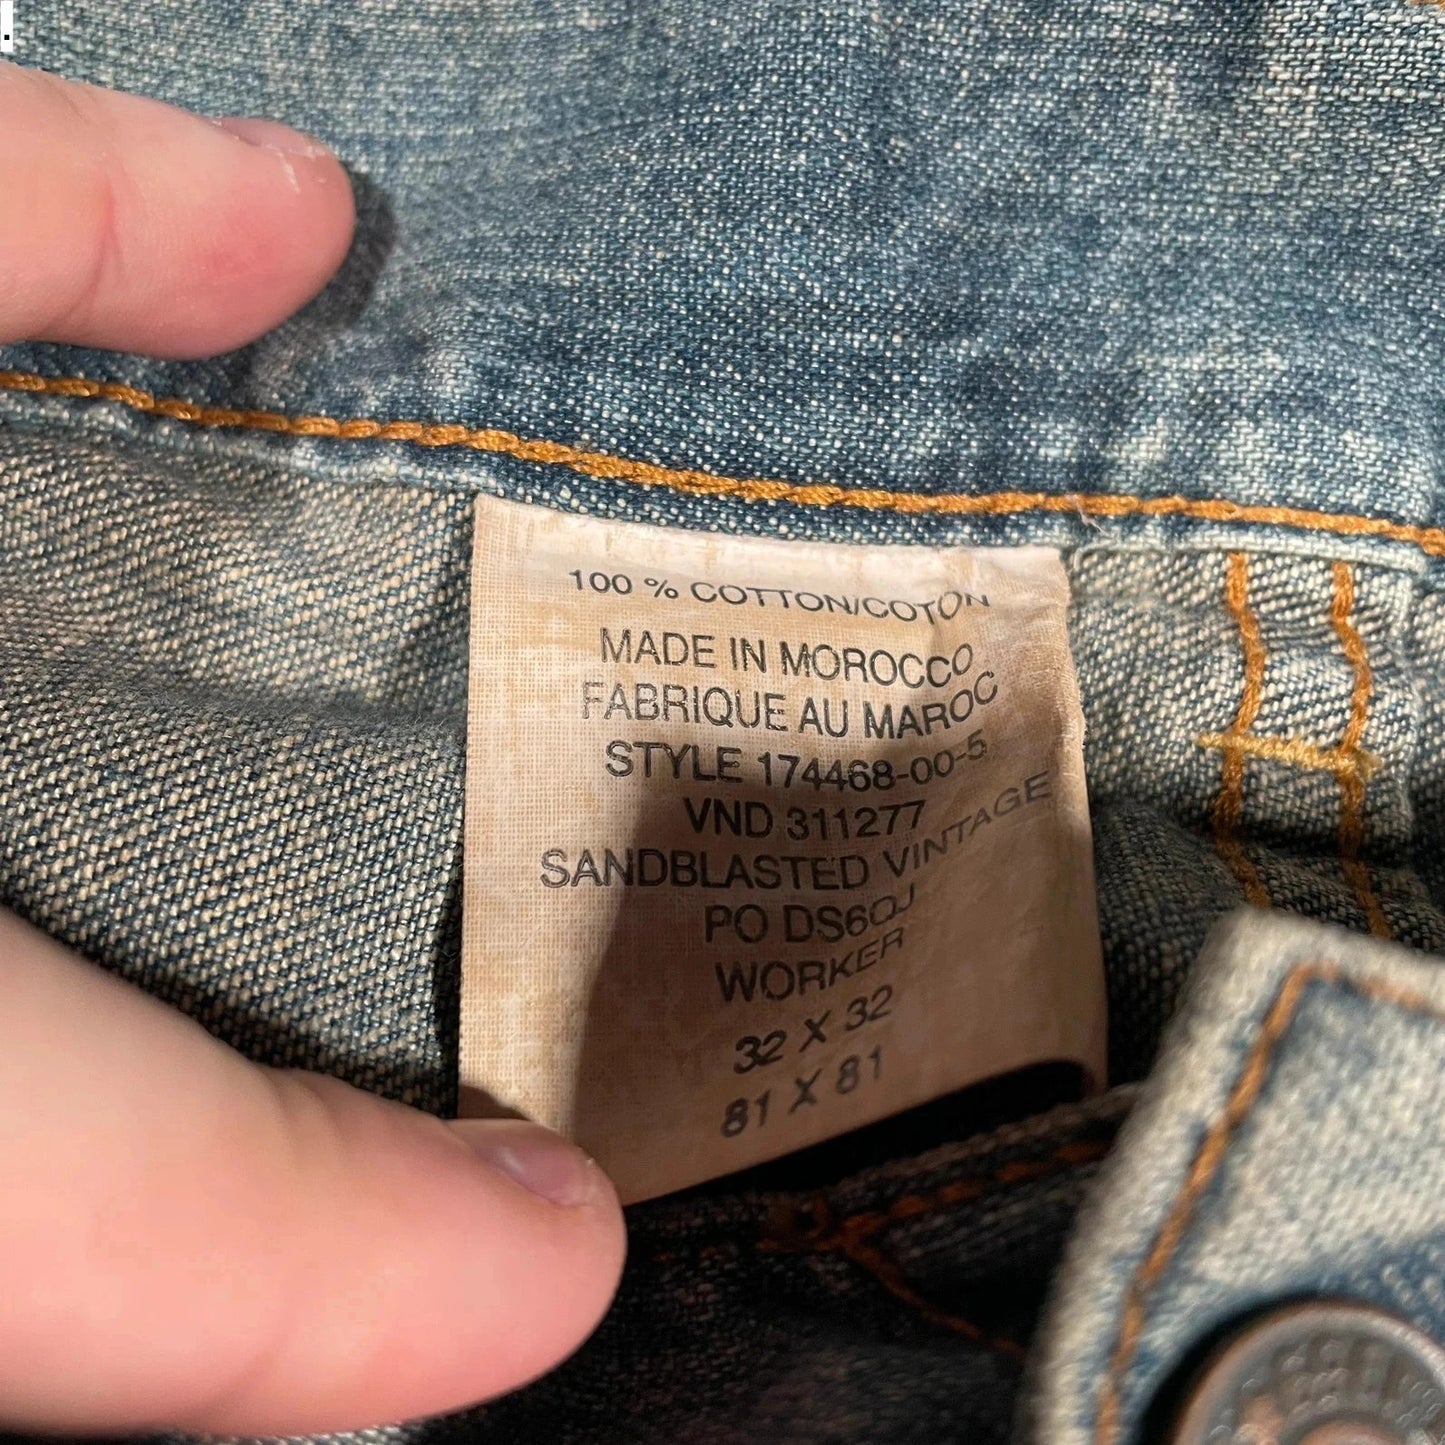 100 % COTTON/COTON
MADE IN MOROCCO
FABRIQUE AU MAROC
STYLE 174468-00-5
VND 311277
SANDBLASTED VINTAGE
PO DS6QJ
WORKER
32 X 32
81 X 81